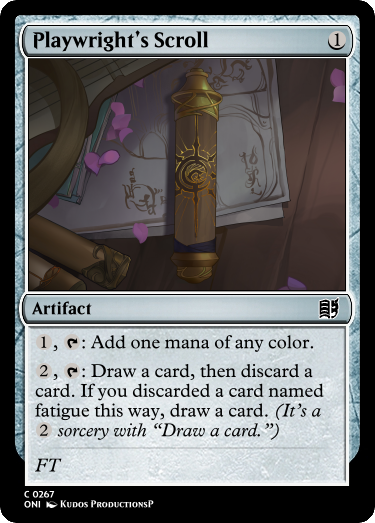 Playwright's Scroll 1
Artifact
1, : Add one mana of any color.
2, : Draw a card, then discard a
card. If you discarded a card named
fatigue this way, draw a card. (It's a
2 sorcery with “Draw a card.”)
FT
C 0267
ONI Kudos ProductionsP